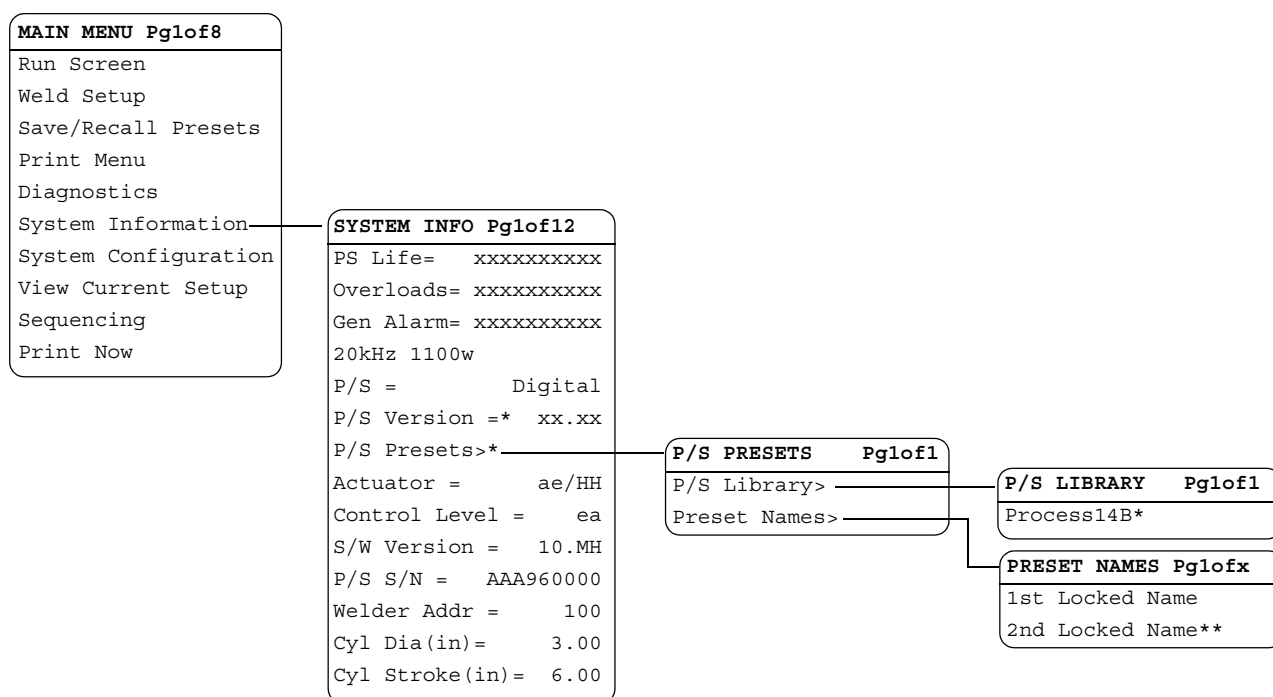 MAIN MENU Pg1of8
Run Screen
Weld Setup
Save/Recall Presets
Print Menu
Diagnostics
System Information
System Configuration
View Current Setup
Sequencing
Print Now
SYSTEM INFO Pg1of12
PS Life= xxxxxxxxxx
Overloads= xxxxxxxxxx
Gen Alarm= xxxxxxxxxx
20kHz 1100w
P/S = Digital
P/S Version =* xx.xx
P/S Presets>*
Actuator = ae/HH
Control Level = ea
S/W Version = 10.MH
P/S S/N = AAA960000
Welder Addr = 100
Cyl Dia(in)= 3.00
Cyl Stroke(in)= 6.00
P/S PRESETS Pg1of1
P/S Library>
Preset Names>
P/S LIBRARY Pg1of1
Process14B*
PRESET NAMES Pg1ofx
1st Locked Name
2nd Locked Name**